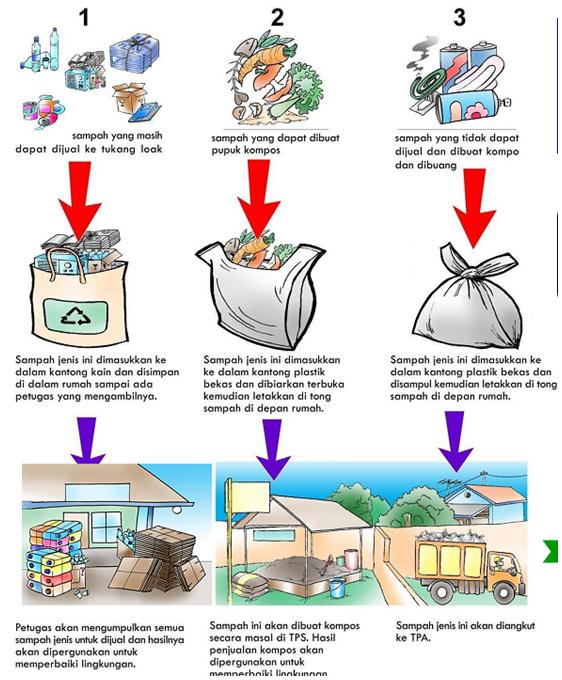 1
2
3
sampah yang masih
dapat dijual ke tukang loak
sampah yang dapat dibuat
pupuk kompos
sampah yang tidak dapat
dijual dan dibuat kompo
dan dibuang
Sampah jenis ini dimasukkan ke
dalam kantong kain dan disimpan
di dalam rumah sampai ada
petugas yang mengambilnya.
Sampah jenis ini dimasukkan
ke dalam kantong plastik
bekas dan dibiarkan terbuka
kemudian letakkan di tong
sampah di depan rumah.
Sampah jenis ini dimasukkan ke
dalam kantong plastik bekas dan
disampul kemudian letakkan di tong
sampah di depan rumah.
Petugas akan mengumpulkan semua
sampah jenis untuk dijual dan hasilnya
akan dipergunakan untuk
memperbaiki lingkungan.
Sampah ini akan dibuat kompos
secara masal di TPS. Hasil
penjualan kompos akan
dipergunakan untuk
memperbaiki lingkungan.
Sampah jenis ini akan diangkut
ke TPA.